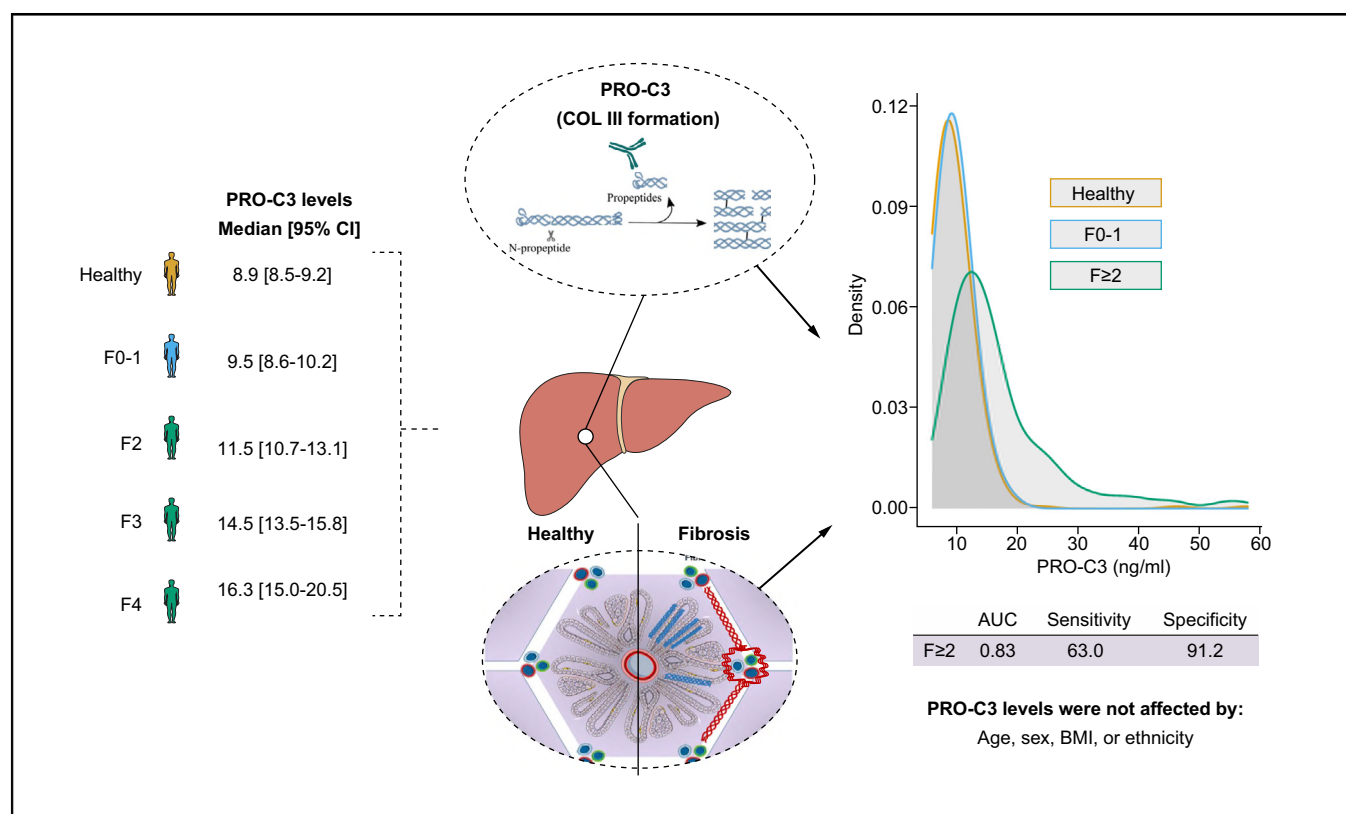 PRO-C3 levels
Median [95% CI]
Healthy
8.9 [8.5-9.2]
F0-1
9.5 [8.6-10.2]
F2
11.5 [10.7-13.1]
F3
14.5 [13.5-15.8]
F4
16.3 [15.0-20.5]
PRO-C3
(COL III formation)
Propeptides
N-propeptide
Healthy
Fibrosis
0.12
0.09
0.06
0.03
0.00
Density
Healthy
F0-1
F≥2
10 20 30 40 50 60
PRO-C3 (ng/ml)
AUC Sensitivity Specificity
F≥2 0.83 63.0 91.2
PRO-C3 levels were not affected by:
Age, sex, BMI, or ethnicity